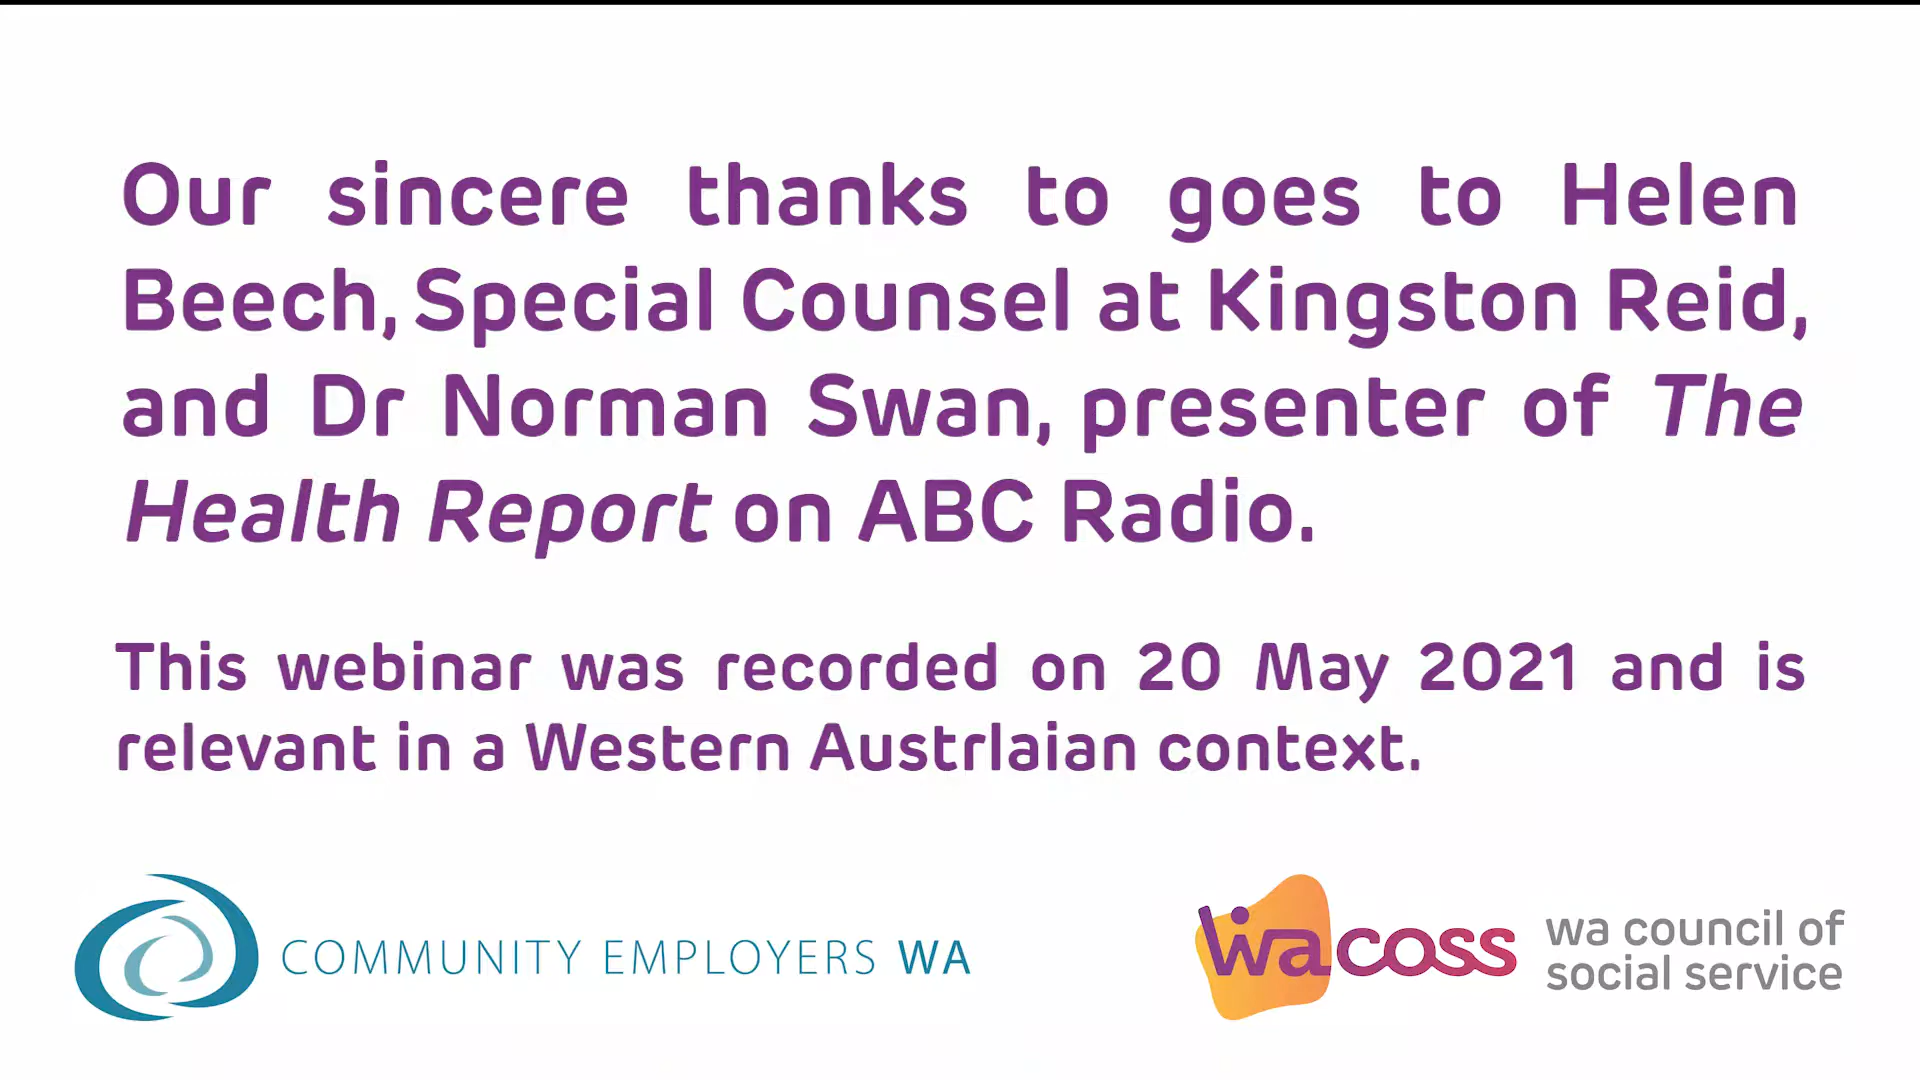 Our sincere thanks to goes to Helen
Beech, Special Counsel at Kingston Reid,
and Dr Norman Swan, presenter of The
Health Report on ABC Radio.
This webinar was recorded on 20 May 2021 and is
relevant in a Western Austrlaian context.
COMMUNITY EMPLOYERS WA
wacoss
wa council of
social service